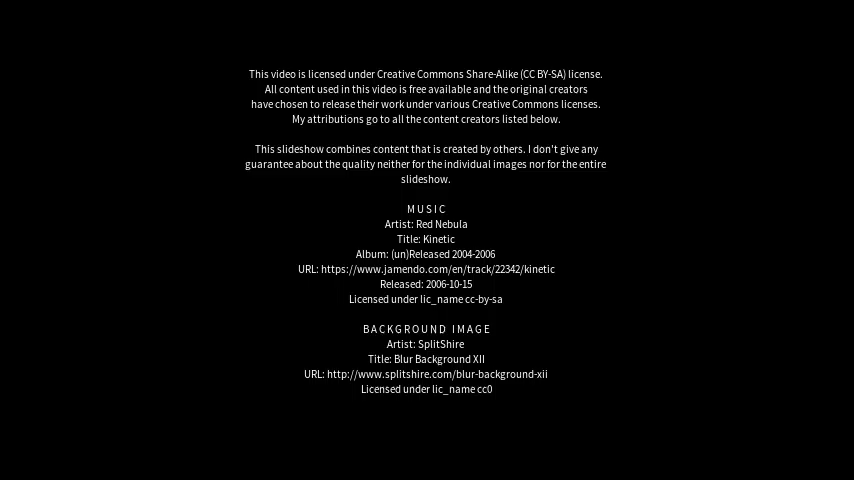 This video is licensed under Creative Commons Share-Alike (CC BY-SA) license.
All content used in this video is free available and the original creators
have chosen to release their work under various Creative Commons licenses.
My attributions go to all the content creators listed below.
This slideshow combines content that is created by others. I don't give any
guarantee about the quality neither for the individual images nor for the entire
slideshow.
MUSIC
Artist: Red Nebula
Title: Kinetic
Album: (un)Released 2004-2006
URL: https://www.jamendo.com/en/track/22342/kinetic
Released: 2006-10-15
Licensed under lic_name cc-by-sa
BACKGROUND IMAGE
Artist: SplitShire
Title: Blur Background XII
URL: http://www.splitshire.com/blur-background-xii
Licensed under lic_name cc0